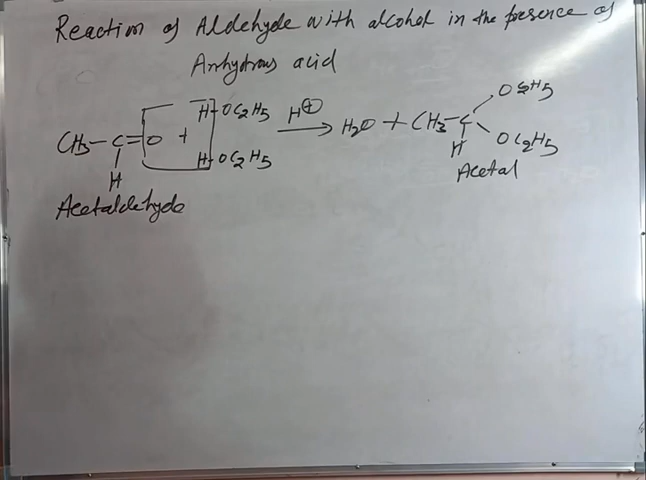 Reaction of Aldehyde with alcohol in the presence of
Anhydrous acid
CH3-C=O + H-OC2H5 H-OC2H5 H⊕ → H2O + CH3-C OC2H5 OC2H5
H H
Acetaldehyde Acetal